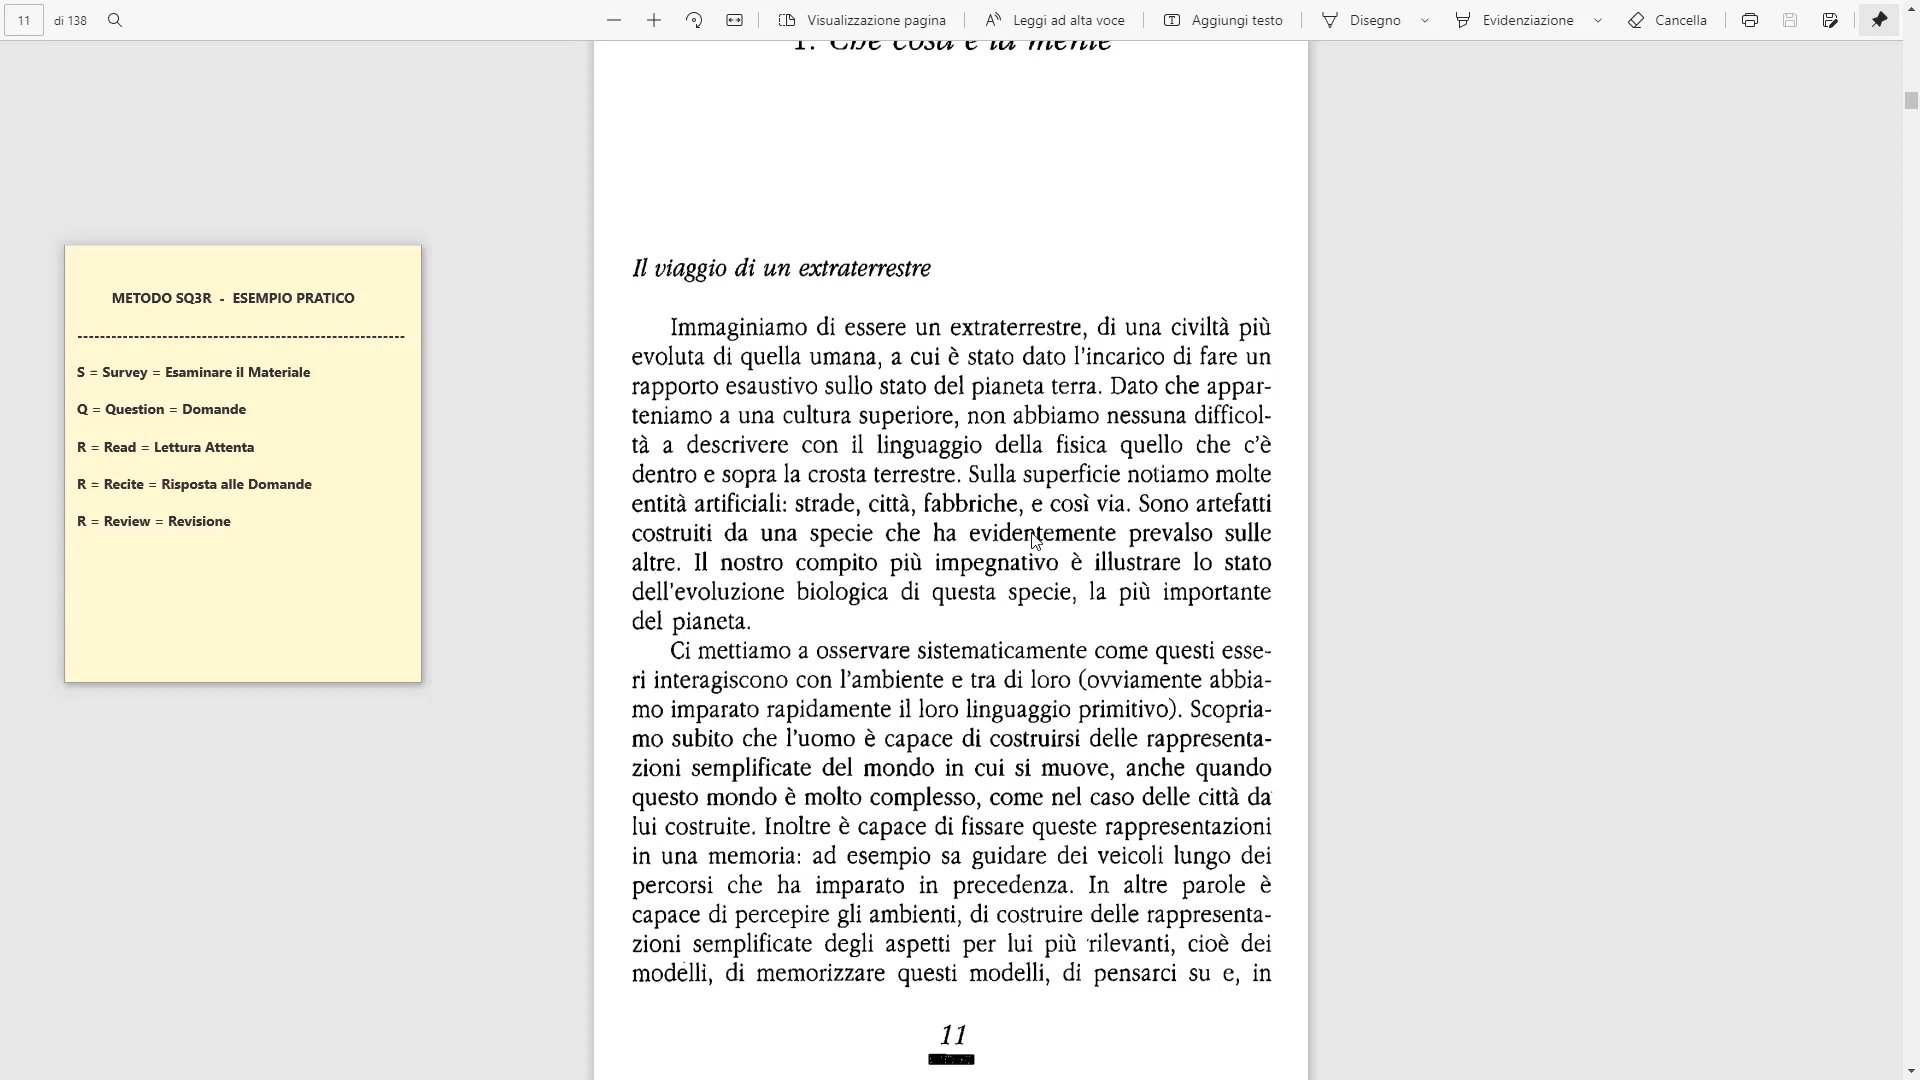 11 di 138 Visualizzazione pagina Leggi ad alta voce Aggiungi testo Disegno Evidenziazione Cancella
1. Che cosa è la mente
METODO SQ3R - ESEMPIO PRATICO
----------------------------------------------------------
S = Survey = Esaminare il Materiale
Q = Question = Domande
R = Read = Lettura Attenta
R = Recite = Risposta alle Domande
R = Review = Revisione
Il viaggio di un extraterrestre
Immaginiamo di essere un extraterrestre, di una civiltà più
evoluta di quella umana, a cui è stato dato l'incarico di fare un
rapporto esaustivo sullo stato del pianeta terra. Dato che appar-
teniamo a una cultura superiore, non abbiamo nessuna difficol-
tà a descrivere con il linguaggio della fisica quello che c'è
dentro e sopra la crosta terrestre. Sulla superficie notiamo molte
entità artificiali: strade, città, fabbriche, e così via. Sono artefatti
costruiti da una specie che ha evidentemente prevalso sulle
altre. Il nostro compito più impegnativo è illustrare lo stato
dell'evoluzione biologica di questa specie, la più importante
del pianeta.
Ci mettiamo a osservare sistematicamente come questi esse-
ri interagiscono con l'ambiente e tra di loro (ovviamente abbia-
mo imparato rapidamente il loro linguaggio primitivo). Scopria-
mo subito che l'uomo è capace di costruirsi delle rappresenta-
zioni semplificate del mondo in cui si muove, anche quando
questo mondo è molto complesso, come nel caso delle città da
lui costruite. Inoltre è capace di fissare queste rappresentazioni
in una memoria: ad esempio sa guidare dei veicoli lungo dei
percorsi che ha imparato in precedenza. In altre parole è
capace di percepire gli ambienti, di costruire delle rappresenta-
zioni semplificate degli aspetti per lui più rilevanti, cioè dei
modelli, di memorizzare questi modelli, di pensarci su e, in
11